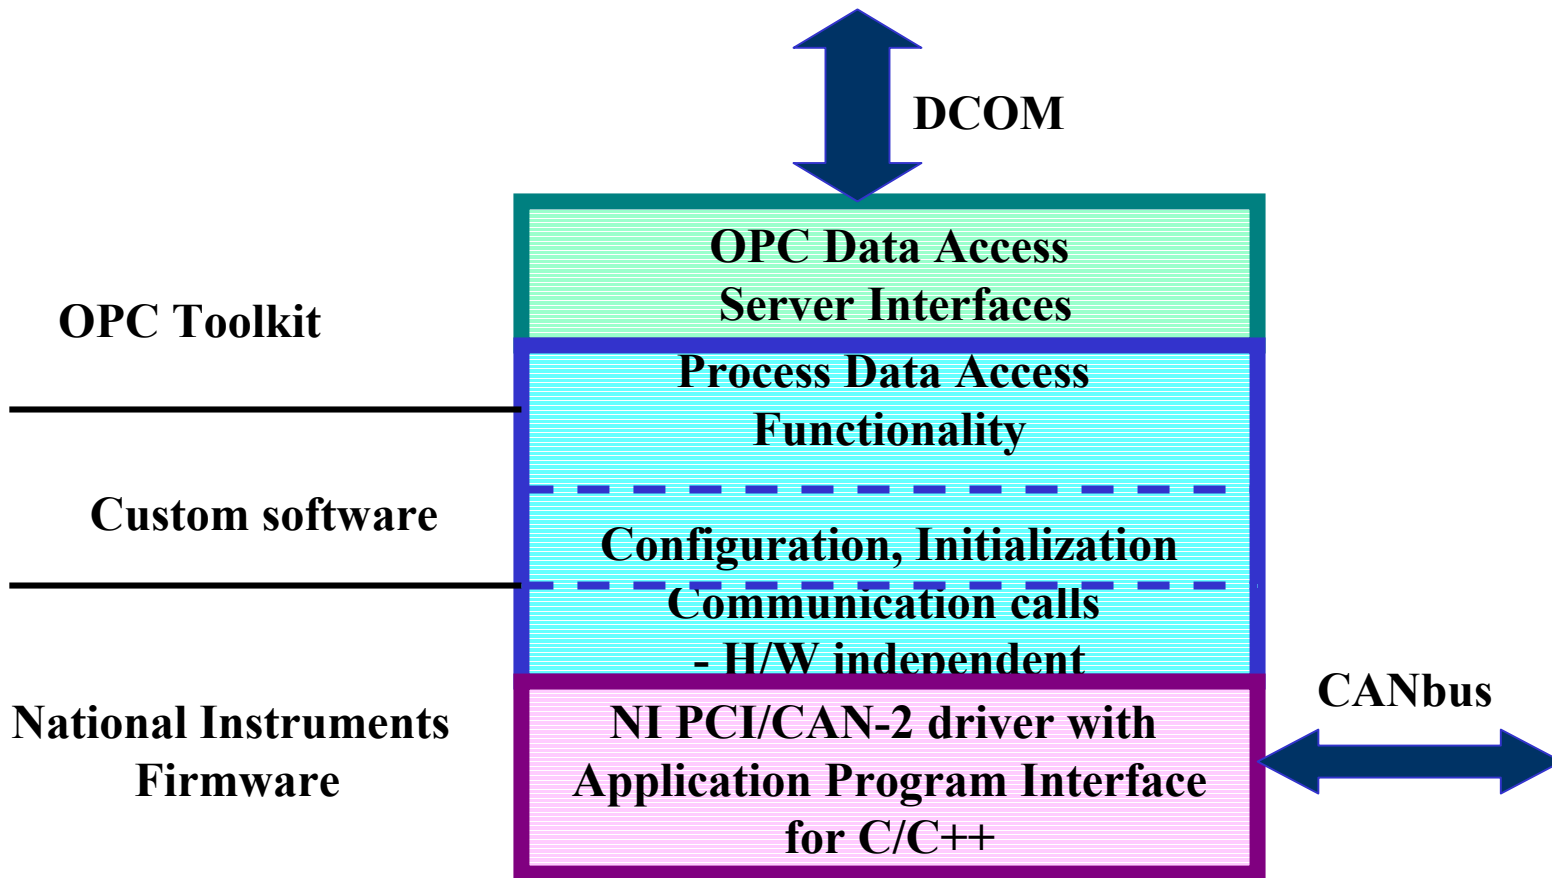 DCOM
OPC Data Access
Server Interfaces
OPC Toolkit
Process Data Access
Functionality
Custom software
Configuration, Initialization
Communication calls
- H/W independent
National Instruments
Firmware
NI PCI/CAN-2 driver with
Application Program Interface
for C/C++
CANbus